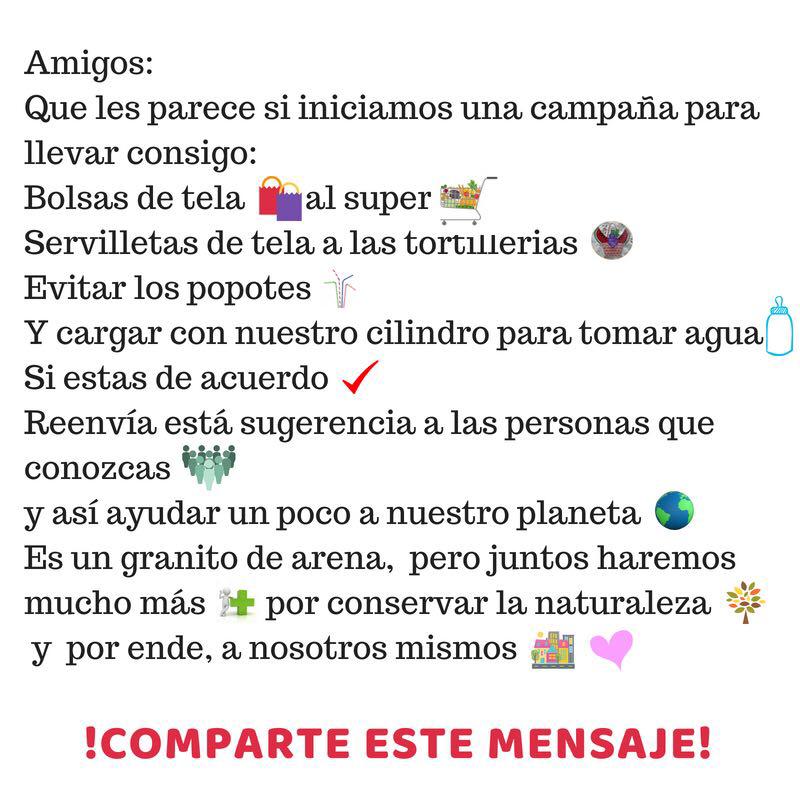 Amigos:
Que les parece si iniciamos una campaña para
llevar consigo:
Bolsas de tela al super
Servilletas de tela a las tortillerias
Evitar los popotes
Y cargar con nuestro cilindro para tomar agua
Si estas de acuerdo
Reenvía está sugerencia a las personas que
conozcas
y así ayudar un poco a nuestro planeta
Es un granito de arena, pero juntos haremos
mucho más por conservar la naturaleza
y por ende, a nosotros mismos
!COMPARTE ESTE MENSAJE!